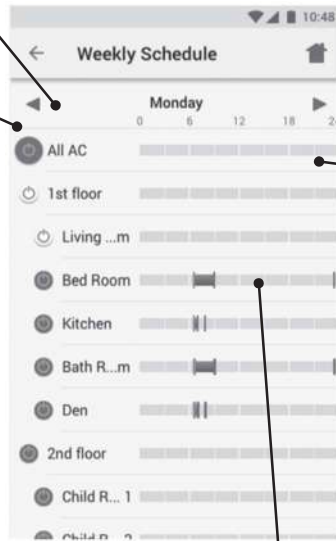 10:48
Weekly Schedule
Monday
0 6 12 18
All AC
1st floor
Living ...m
Bed Room
Kitchen
Bath R...m
Den
2nd floor
Child R... 1